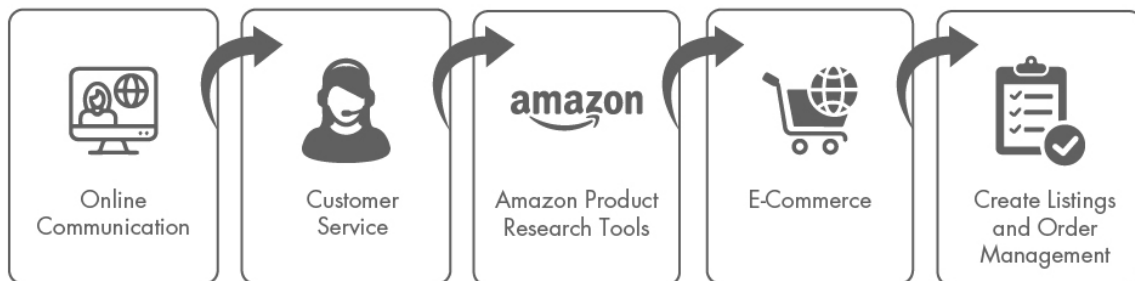 Online
Communication
Customer
Service
amazon
Amazon Product
Research Tools
E-Commerce
Create Listings
and Order
Management